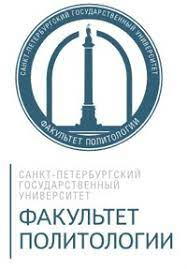 САНКТ-ПЕТЕРБУРГСКИЙ ГОСУДАРСТВЕННЫЙ УНИВЕРСИТЕТ
ФАКУЛЬТЕТ ПОЛИТОЛОГИИ
САНКТ-ПЕТЕРБУРГСКИЙ
ГОСУДАРСТВЕННЫЙ
УНИВЕРСИТЕТ
ФАКУЛЬТЕТ
ПОЛИТОЛОГИИ